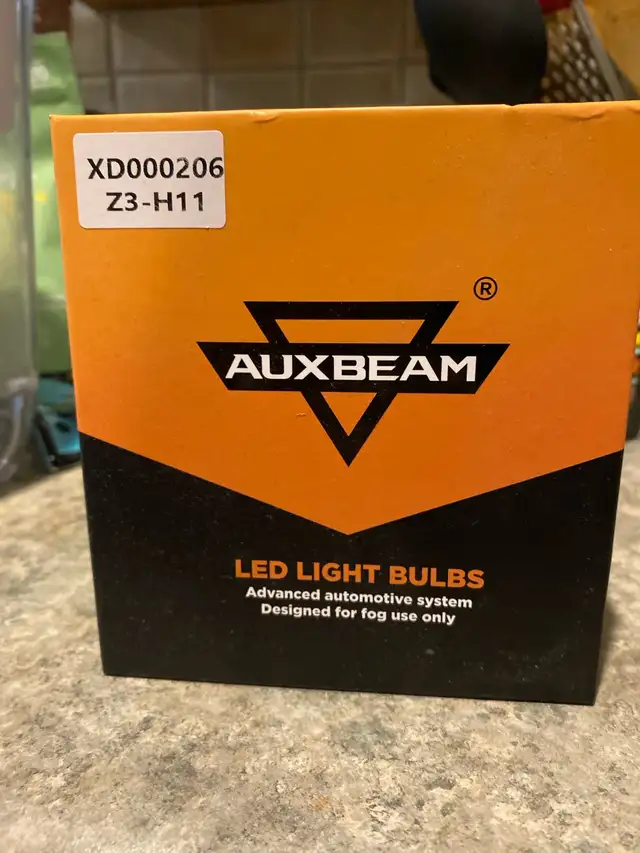 XD000206
Z3-H11
®
AUXBEAM
LED LIGHT BULBS
Advanced automotive system
Designed for fog use only